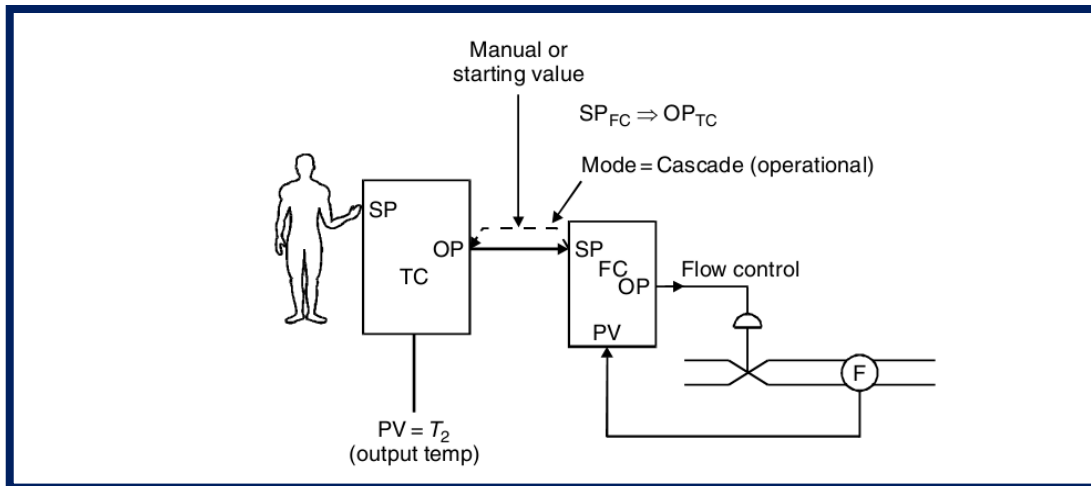 Manual or
starting value
SP_FC ⇒ OP_TC
Mode = Cascade (operational)
SP
OP
TC
SP
FC
OP
PV
Flow control
F
PV = T₂
(output temp)